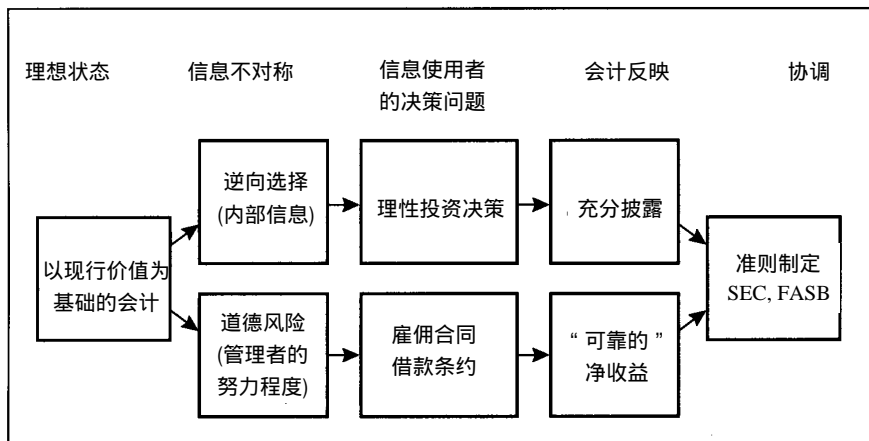 理想状态
信息不对称
信息使用者
的决策问题
会计反映
协调
以现行价值为
基础的会计
逆向选择
(内部信息)
理性投资决策
充分披露
道德风险
(管理者的
努力程度)
雇佣合同
借款条约
“可靠的”
净收益
准则制定
SEC, FASB